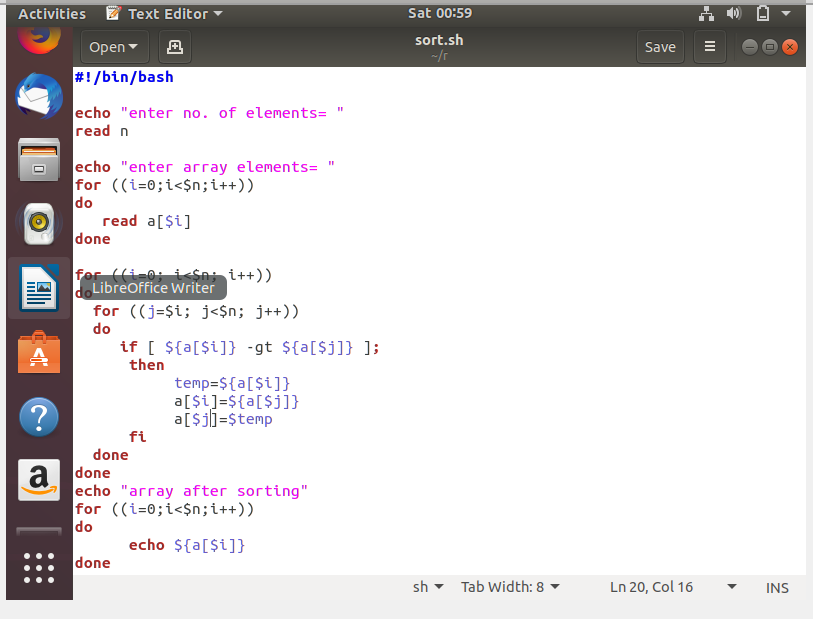 Activities Text Editor Sat 00:59
Open sort.sh Save
~/r
#!/bin/bash
echo "enter no. of elements= "
read n
echo "enter array elements= "
for ((i=0;i<$n;i++))
do
read a[$i]
done
for ((i=0; i<$n; i++))
do
LibreOffice Writer
for ((j=$i; j<$n; j++))
do
if [ ${a[$i]} -gt ${a[$j]} ];
then
temp=${a[$i]}
a[$i]=${a[$j]}
a[$j]=$temp
fi
done
done
echo "array after sorting"
for ((i=0;i<$n;i++))
do
echo ${a[$i]}
done
sh Tab Width: 8 Ln 20, Col 16 INS